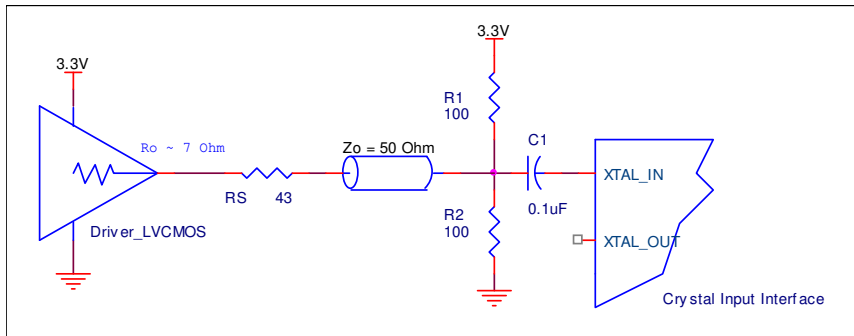 3.3V
3.3V
R1
100
C1
Ro ~ 7 Ohm
Zo = 50 Ohm
XTAL_IN
RS 43
0.1uF
R2
100
Driver_LVCMOS
XTAL_OUT
Crystal Input Interface